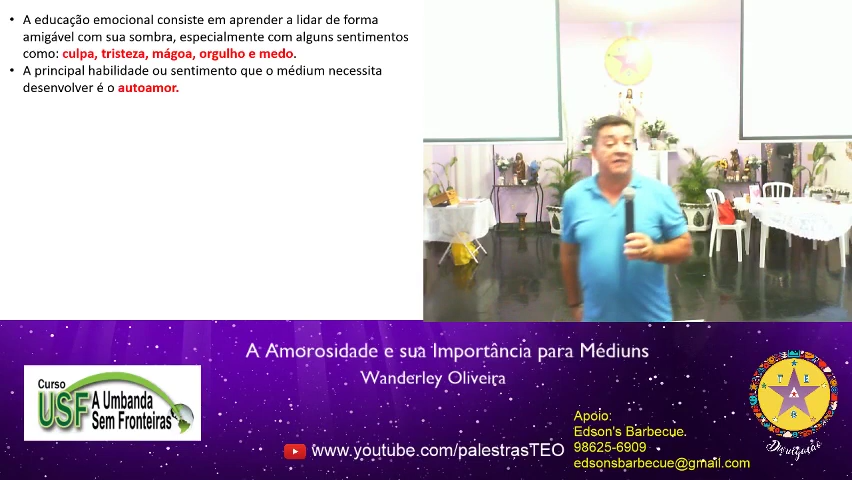 • A educação emocional consiste em aprender a lidar de forma
amigável com sua sombra, especialmente com alguns sentimentos
como: culpa, tristeza, mágoa, orgulho e medo.
• A principal habilidade ou sentimento que o médium necessita
desenvolver é o autoamor.
A Amorosidade e sua Importância para Médiuns
Wanderley Oliveira
Curso
USF A Umbanda
Sem Fronteiras
www.youtube.com/palestrasTEO
Apoio:
Edson's Barbecue.
98625-6909
edsonsbarbecue@gmail.com
Divulgação